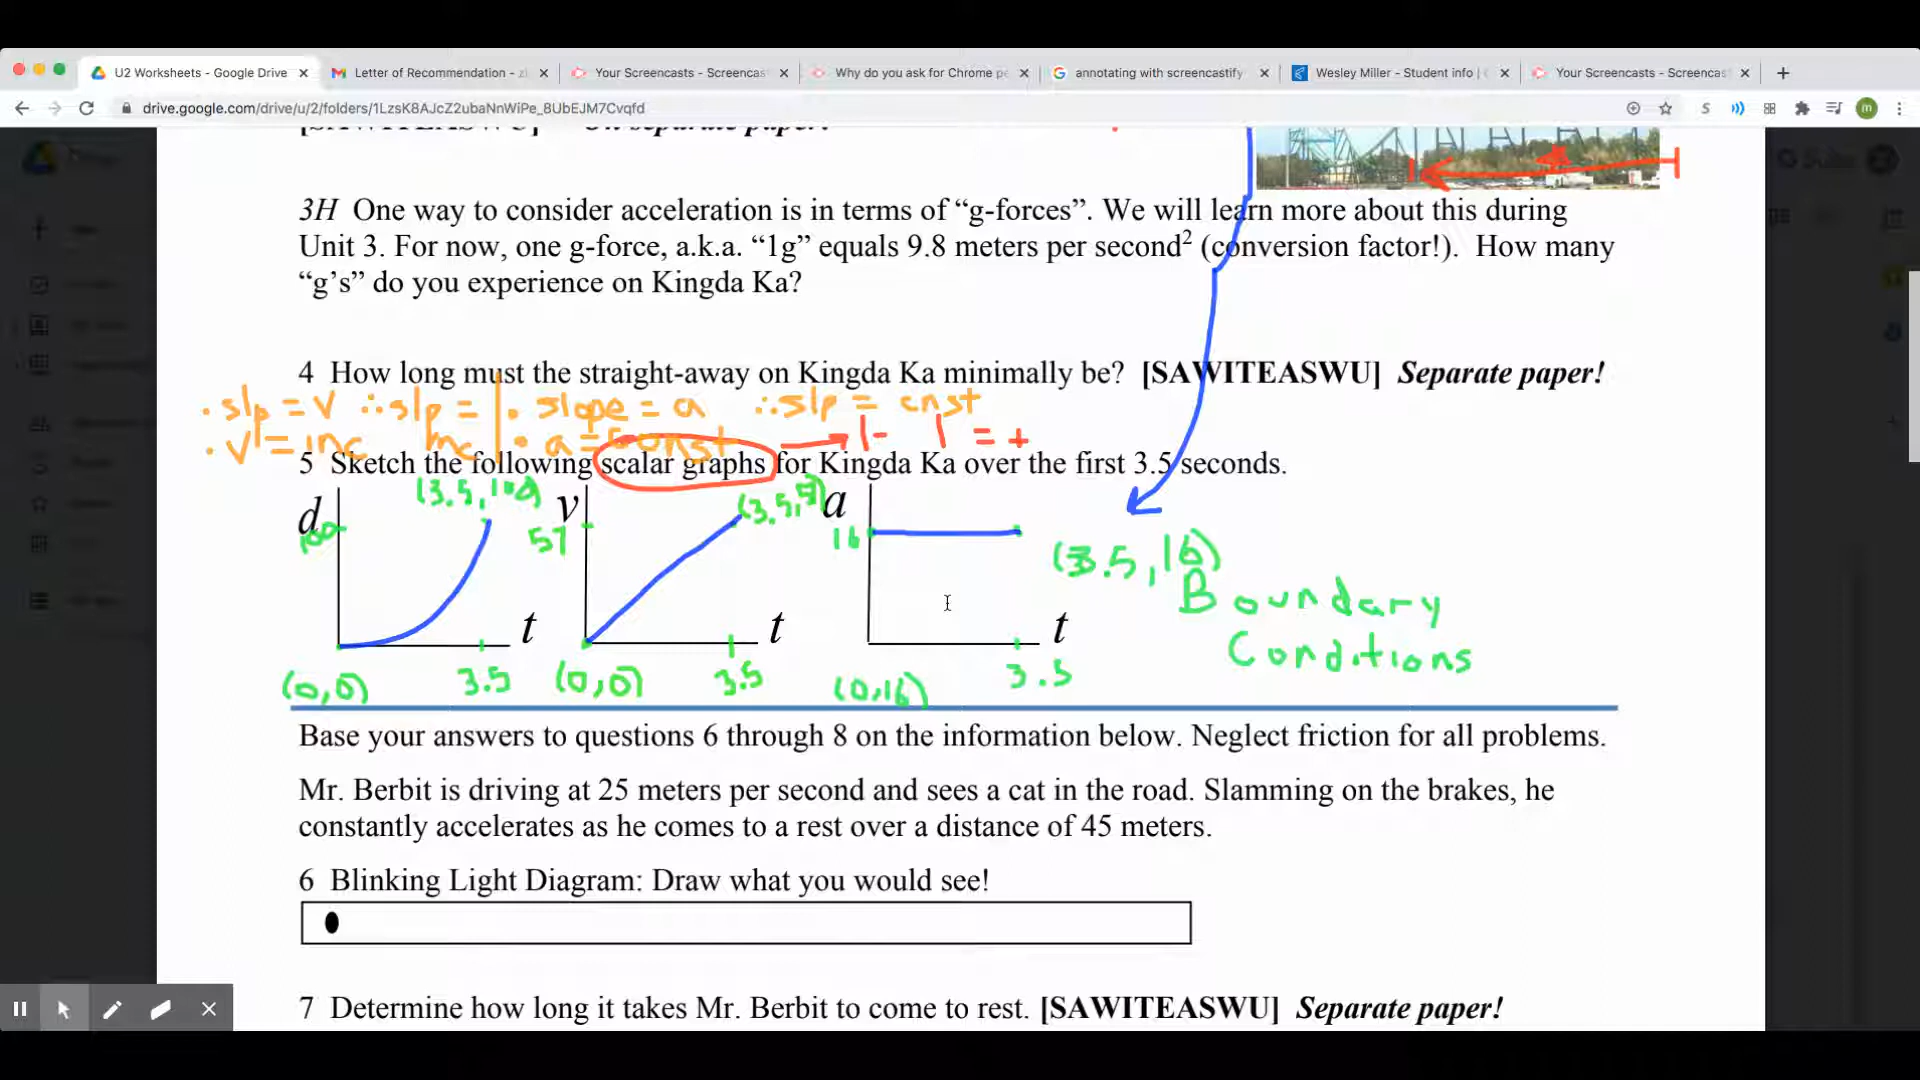 U2 Worksheets - Google Drive
Letter of Recommendation - z
Your Screencasts - Screencas
Why do you ask for Chrome pe
annotating with screencastify
Wesley Miller - Student info |
Your Screencasts - Screencas
drive.google.com/drive/u/2/folders/1LzsK8AJcZ2ubaNnWiPe_8UbEJM7Cvqfd
[SAWITEASWU] On separate paper!
3H One way to consider acceleration is in terms of “g-forces”. We will learn more about this during
Unit 3. For now, one g-force, a.k.a. “1g” equals 9.8 meters per second² (conversion factor!). How many
“g’s” do you experience on Kingda Ka?
4 How long must the straight-away on Kingda Ka minimally be? [SAWITEASWU] Separate paper!
· slp = v ∴ slp = | · slope = a ∴ slp = cnst
· v = inc inc | · a = const → |- | = +
5 Sketch the following scalar graphs for Kingda Ka over the first 3.5 seconds.
(3.5, 100) (3.5, 57)
d v a
100 57 16
(3.5, 16)
Boundary
t t t
Conditions
(0,0) 3.5 (0,0) 3.5 (0,16) 3.5
Base your answers to questions 6 through 8 on the information below. Neglect friction for all problems.
Mr. Berbit is driving at 25 meters per second and sees a cat in the road. Slamming on the brakes, he
constantly accelerates as he comes to a rest over a distance of 45 meters.
6 Blinking Light Diagram: Draw what you would see!
7 Determine how long it takes Mr. Berbit to come to rest. [SAWITEASWU] Separate paper!